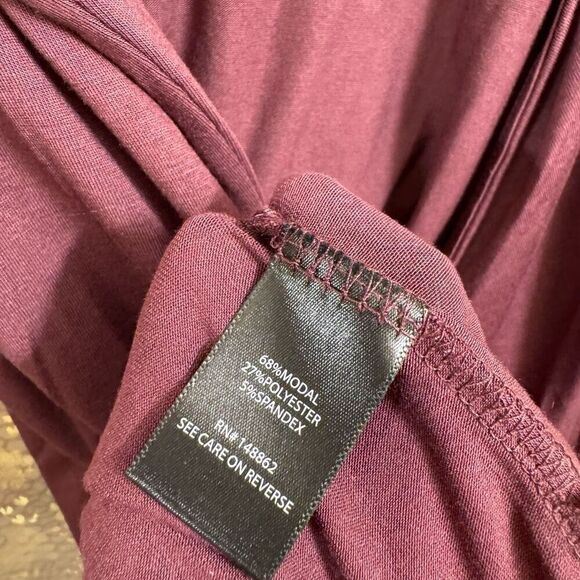 68%MODAL
27%POLYESTER
5%SPANDEX
RN# 148862
SEE CARE ON REVERSE